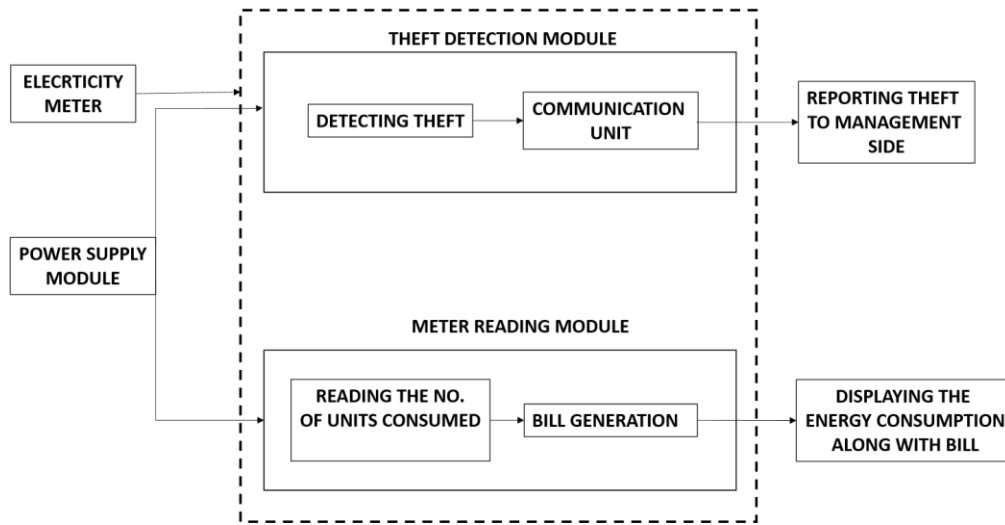 THEFT DETECTION MODULE
ELECRTICITY
METER
DETECTING THEFT
COMMUNICATION
UNIT
REPORTING THEFT
TO MANAGEMENT
SIDE
POWER SUPPLY
MODULE
METER READING MODULE
READING THE NO.
OF UNITS CONSUMED
BILL GENERATION
DISPLAYING THE
ENERGY CONSUMPTION
ALONG WITH BILL